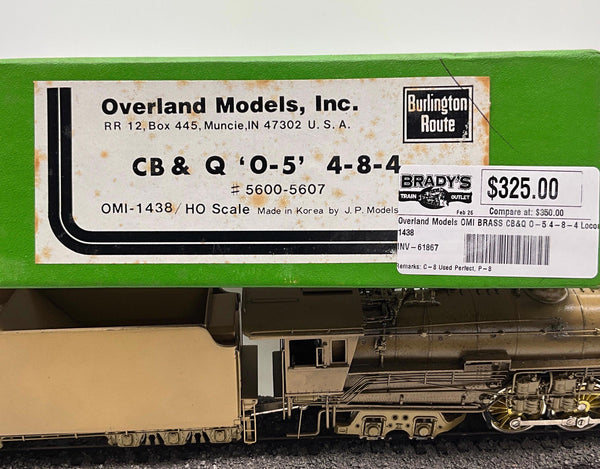 Overland Models, Inc.
RR 12, Box 445, Muncie, IN 47302 U. S. A.
Burlington
Route
CB & Q 'O-5' 4-8-4
# 5600-5607
OMI-1438/HO Scale Made in Korea by J.P. Models
BRADY'S
TRAIN OUTLET
$325.00
Feb 26 Compare at: $350.00
Overland Models OMI BRASS CB&Q O-5 4-8-4 Locom
1438
INV-61867
Remarks: C-8 Used Perfect, P-8